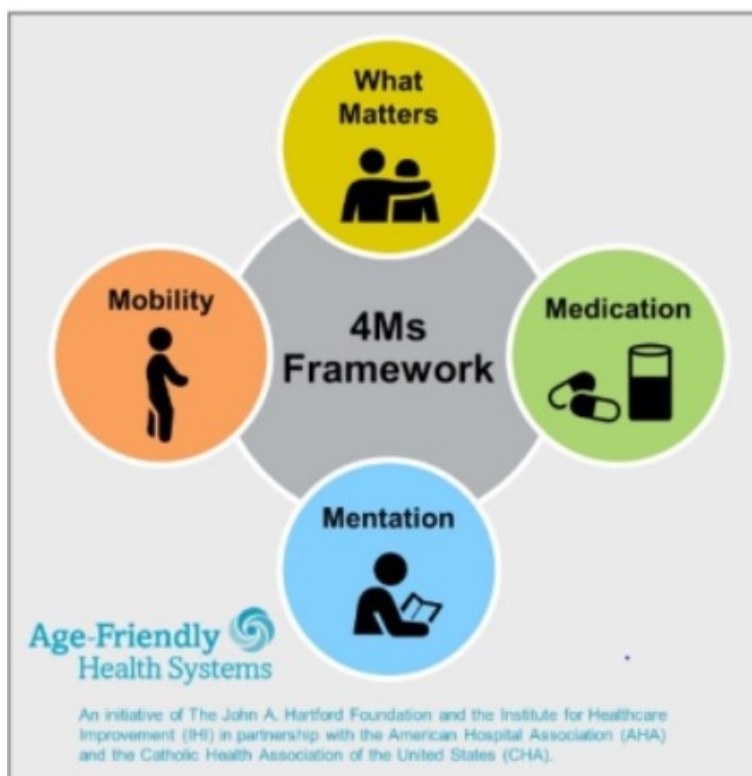 What
Matters
Mobility
4Ms
Framework
Medication
Mentation
Age-Friendly
Health Systems
An initiative of The John A. Hartford Foundation and the Institute for Healthcare
Improvement (IHI) in partnership with the American Hospital Association (AHA)
and the Catholic Health Association of the United States (CHA).